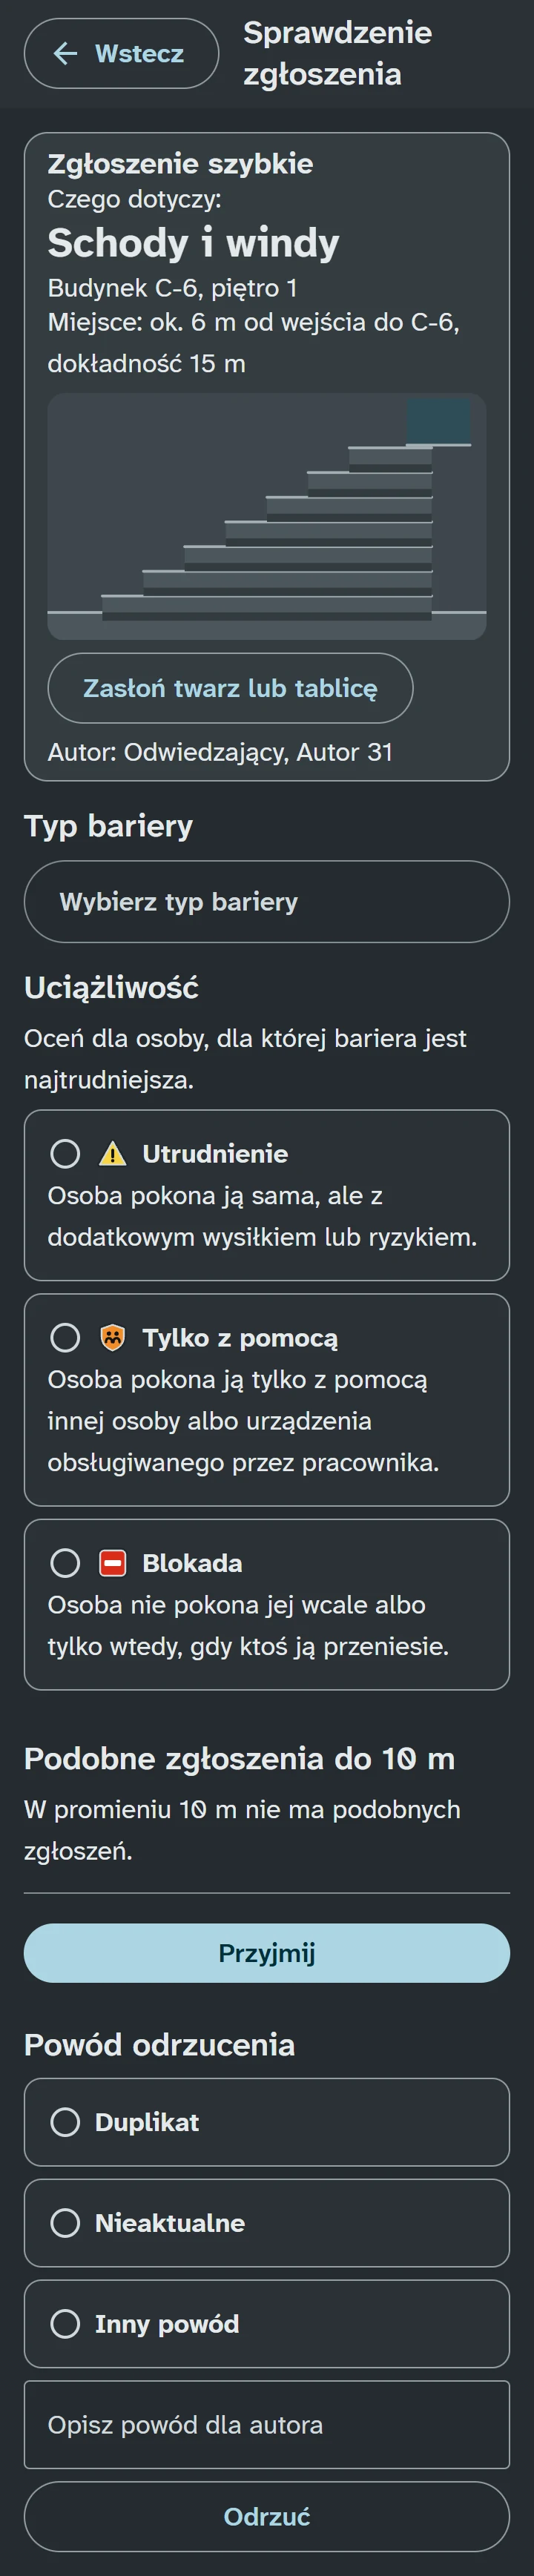 Wstecz
Sprawdzenie
zgłoszenia
Zgłoszenie szybkie
Czego dotyczy:
Schody i windy
Budynek C-6, piętro 1
Miejsce: ok. 6 m od wejścia do C-6,
dokładność 15 m
Zasłoń twarz lub tablicę
Autor: Odwiedzający, Autor 31
Typ bariery
Wybierz typ bariery
Uciążliwość
Oceń dla osoby, dla której bariera jest
najtrudniejsza.
Utrudnienie
Osoba pokona ją sama, ale z
dodatkowym wysiłkiem lub ryzykiem.
Tylko z pomocą
Osoba pokona ją tylko z pomocą
innej osoby albo urządzenia
obsługiwanego przez pracownika.
Blokada
Osoba nie pokona jej wcale albo
tylko wtedy, gdy ktoś ją przeniesie.
Podobne zgłoszenia do 10 m
W promieniu 10 m nie ma podobnych
zgłoszeń.
Przyjmij
Powód odrzucenia
Duplikat
Nieaktualne
Inny powód
Opisz powód dla autora
Odrzuć